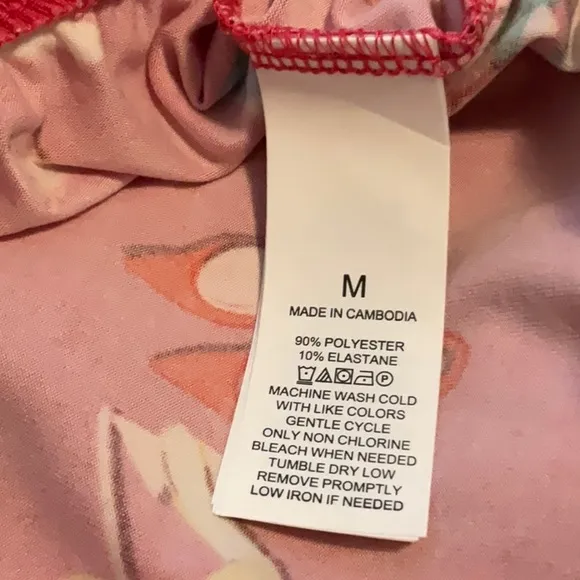 M
MADE IN CAMBODIA
90% POLYESTER
10% ELASTANE
MACHINE WASH COLD
WITH LIKE COLORS
GENTLE CYCLE
ONLY NON CHLORINE
BLEACH WHEN NEEDED
TUMBLE DRY LOW
REMOVE PROMPTLY
LOW IRON IF NEEDED